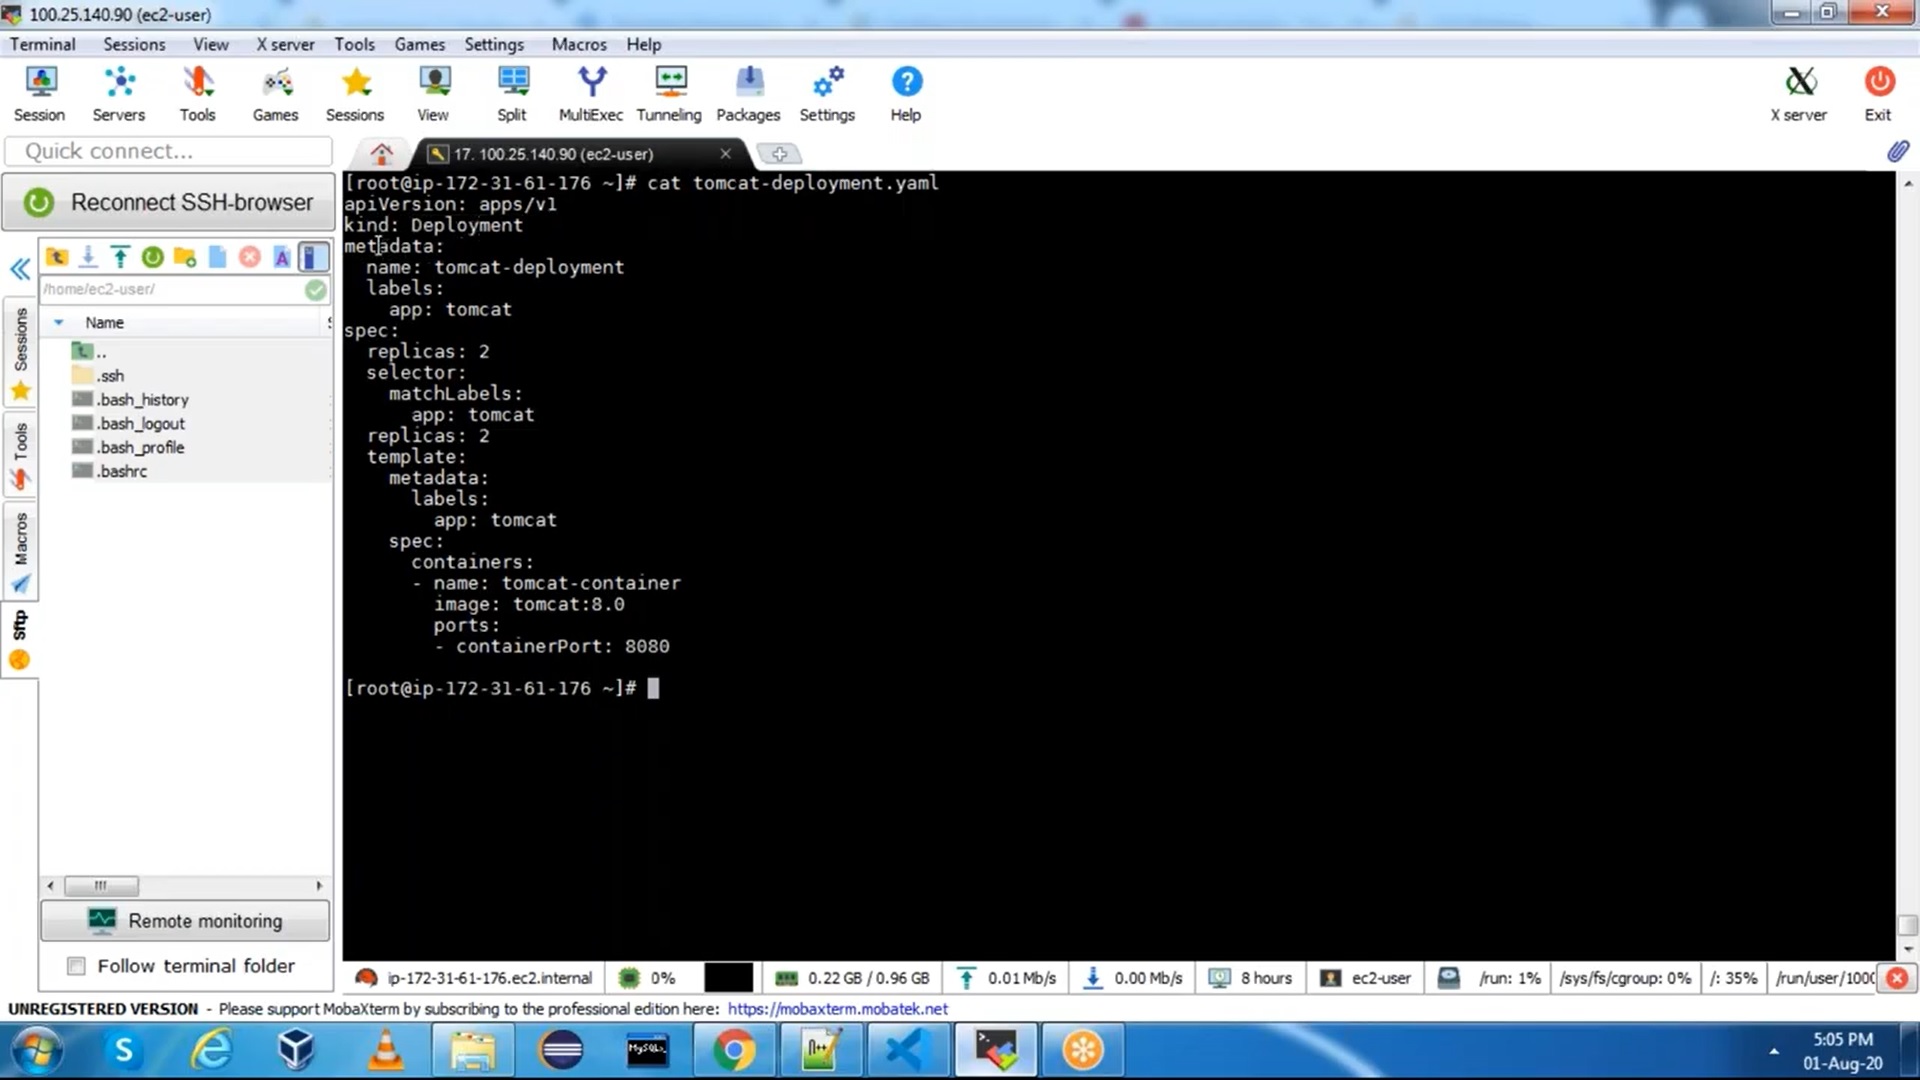 100.25.140.90 (ec2-user)
Terminal Sessions View X server Tools Games Settings Macros Help
Session Servers Tools Games Sessions View Split MultiExec Tunneling Packages Settings Help X server Exit
Quick connect...
17. 100.25.140.90 (ec2-user)
Reconnect SSH-browser
/home/ec2-user/
Name
..
.ssh
.bash_history
.bash_logout
.bash_profile
.bashrc
Sessions
Tools
Macros
Sftp
Remote monitoring
Follow terminal folder
[root@ip-172-31-61-176 ~]# cat tomcat-deployment.yaml
apiVersion: apps/v1
kind: Deployment
metadata:
  name: tomcat-deployment
  labels:
    app: tomcat
spec:
  replicas: 2
  selector:
    matchLabels:
      app: tomcat
  replicas: 2
  template:
    metadata:
      labels:
        app: tomcat
    spec:
      containers:
      - name: tomcat-container
        image: tomcat:8.0
        ports:
        - containerPort: 8080
[root@ip-172-31-61-176 ~]#
ip-172-31-61-176.ec2.internal 0% 0.22 GB / 0.96 GB 0.01 Mb/s 0.00 Mb/s 8 hours ec2-user /run: 1% /sys/fs/cgroup: 0% /: 35% /run/user/1000
UNREGISTERED VERSION - Please support MobaXterm by subscribing to the professional edition here: https://mobaxterm.mobatek.net
MySQL
5:05 PM
01-Aug-20